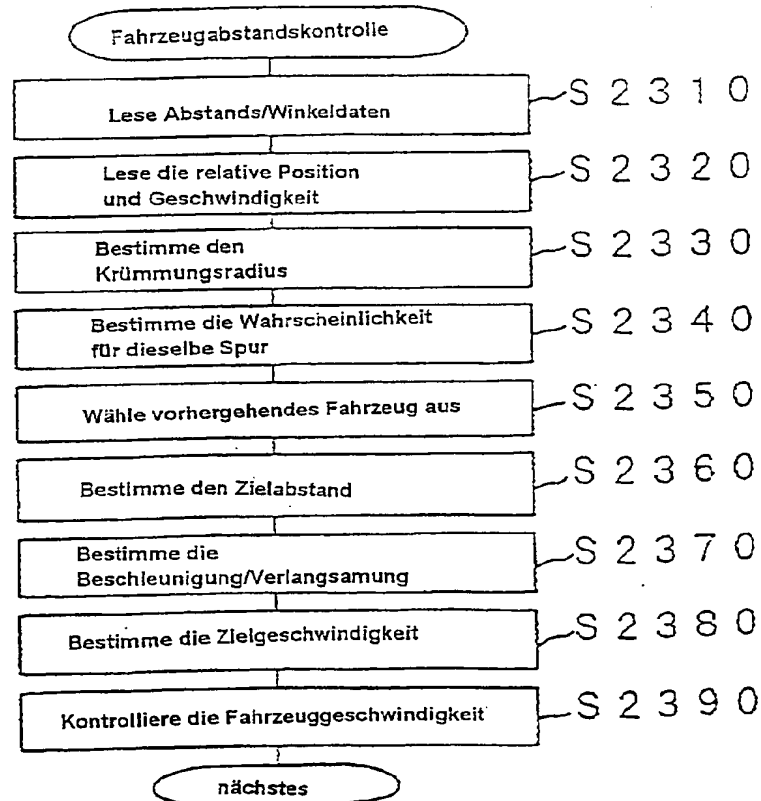 Fahrzeugabstandskontrolle
Lese Abstands/Winkeldaten
S2310
Lese die relative Position
und Geschwindigkeit
S2320
Bestimme den
Krümmungsradius
S2330
Bestimme die Wahrscheinlichkeit
für dieselbe Spur
S2340
Wähle vorhergehendes Fahrzeug aus
S2350
Bestimme den Zielabstand
S2360
Bestimme die
Beschleunigung/Verlangsamung
S2370
Bestimme die Zielgeschwindigkeit
S2380
Kontrolliere die Fahrzeuggeschwindigkeit
S2390
nächstes